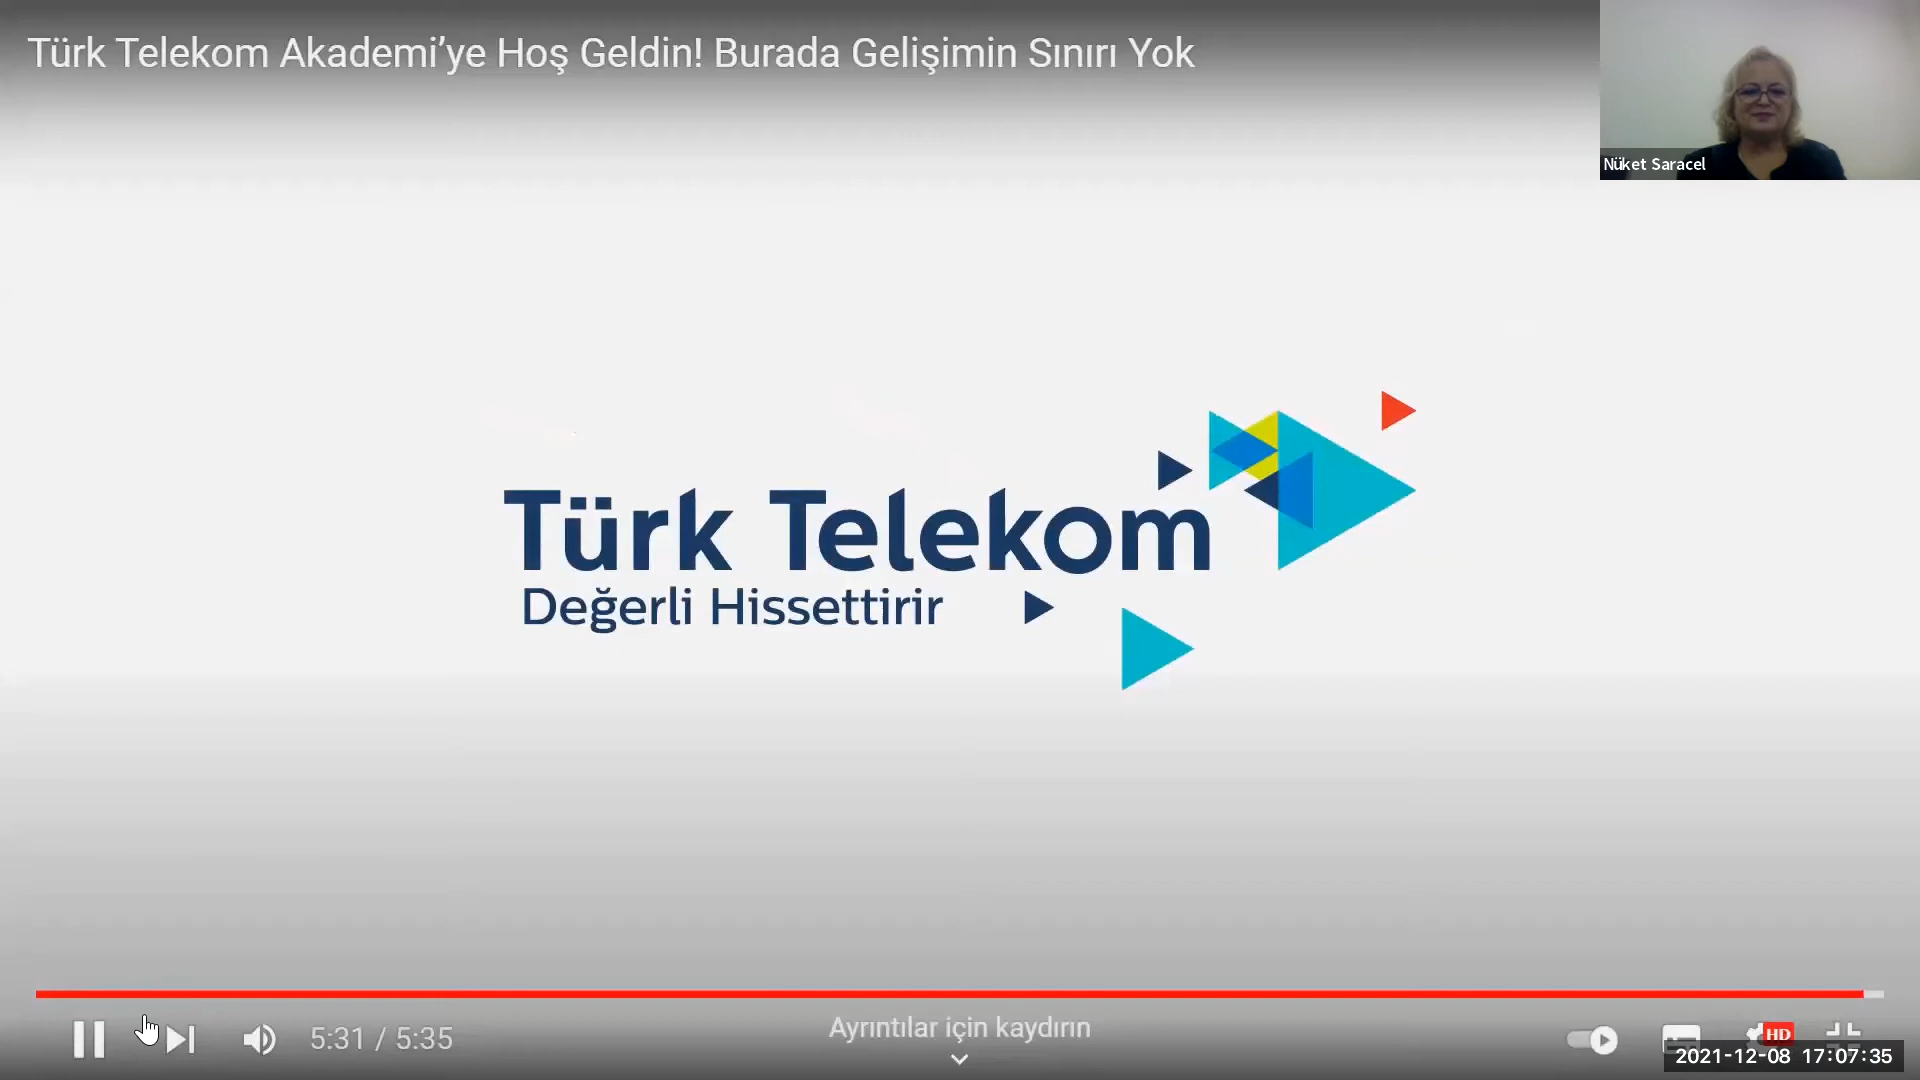 Türk Telekom Akademi’ye Hoş Geldin! Burada Gelişimin Sınırı Yok
Nüket Saracel
Türk Telekom
Değerli Hissettirir
5:31 / 5:35
Ayrıntılar için kaydırın
HD
2021-12-08 17:07:35